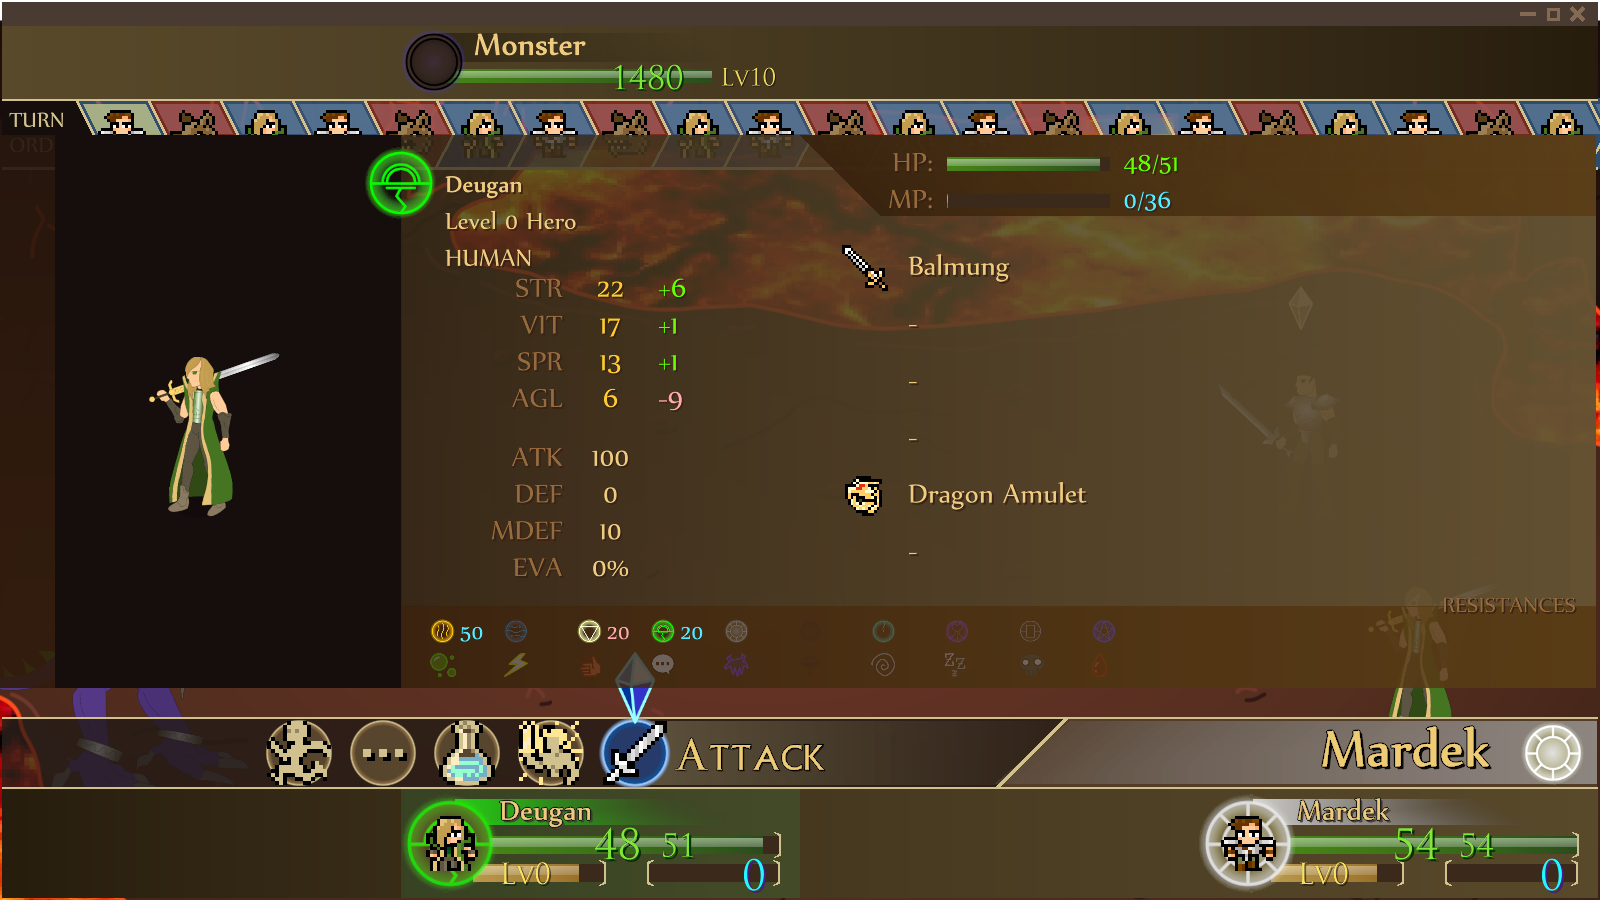 Monster
1480 Lv10
TURN
ORD
HP: 48/51
MP: 0/36
Deugan
Level 0 Hero
HUMAN
STR 22 +6
VIT 17 +1
SPR 13 +1
AGL 6 -9
ATK 100
DEF 0
MDEF 10
EVA 0%
Balmung
-
-
-
Dragon Amulet
-
RESISTANCES
50 20 20
ZZZ
ATTACK
Mardek
Deugan
48 51
Lv0 0
Mardek
54 54
Lv0 0